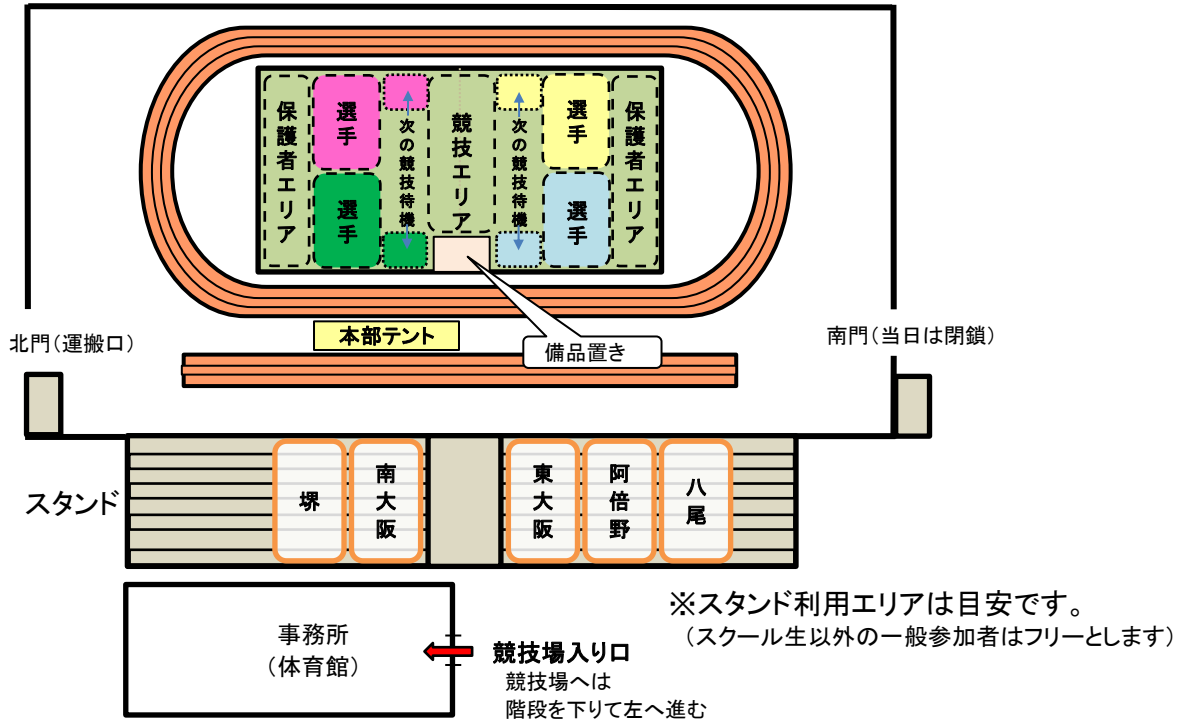 保護者エリア
選手
選手
次の競技待機
競技エリア
次の競技待機
選手
選手
保護者エリア
北門(運搬口)
本部テント
備品置き
南門(当日は閉鎖)
スタンド
堺
南大阪
東大阪
阿倍野
八尾
事務所
(体育館)
競技場入り口
競技場へは
階段を下りて左へ進む
※スタンド利用エリアは目安です。
(スクール生以外の一般参加者はフリーとします)